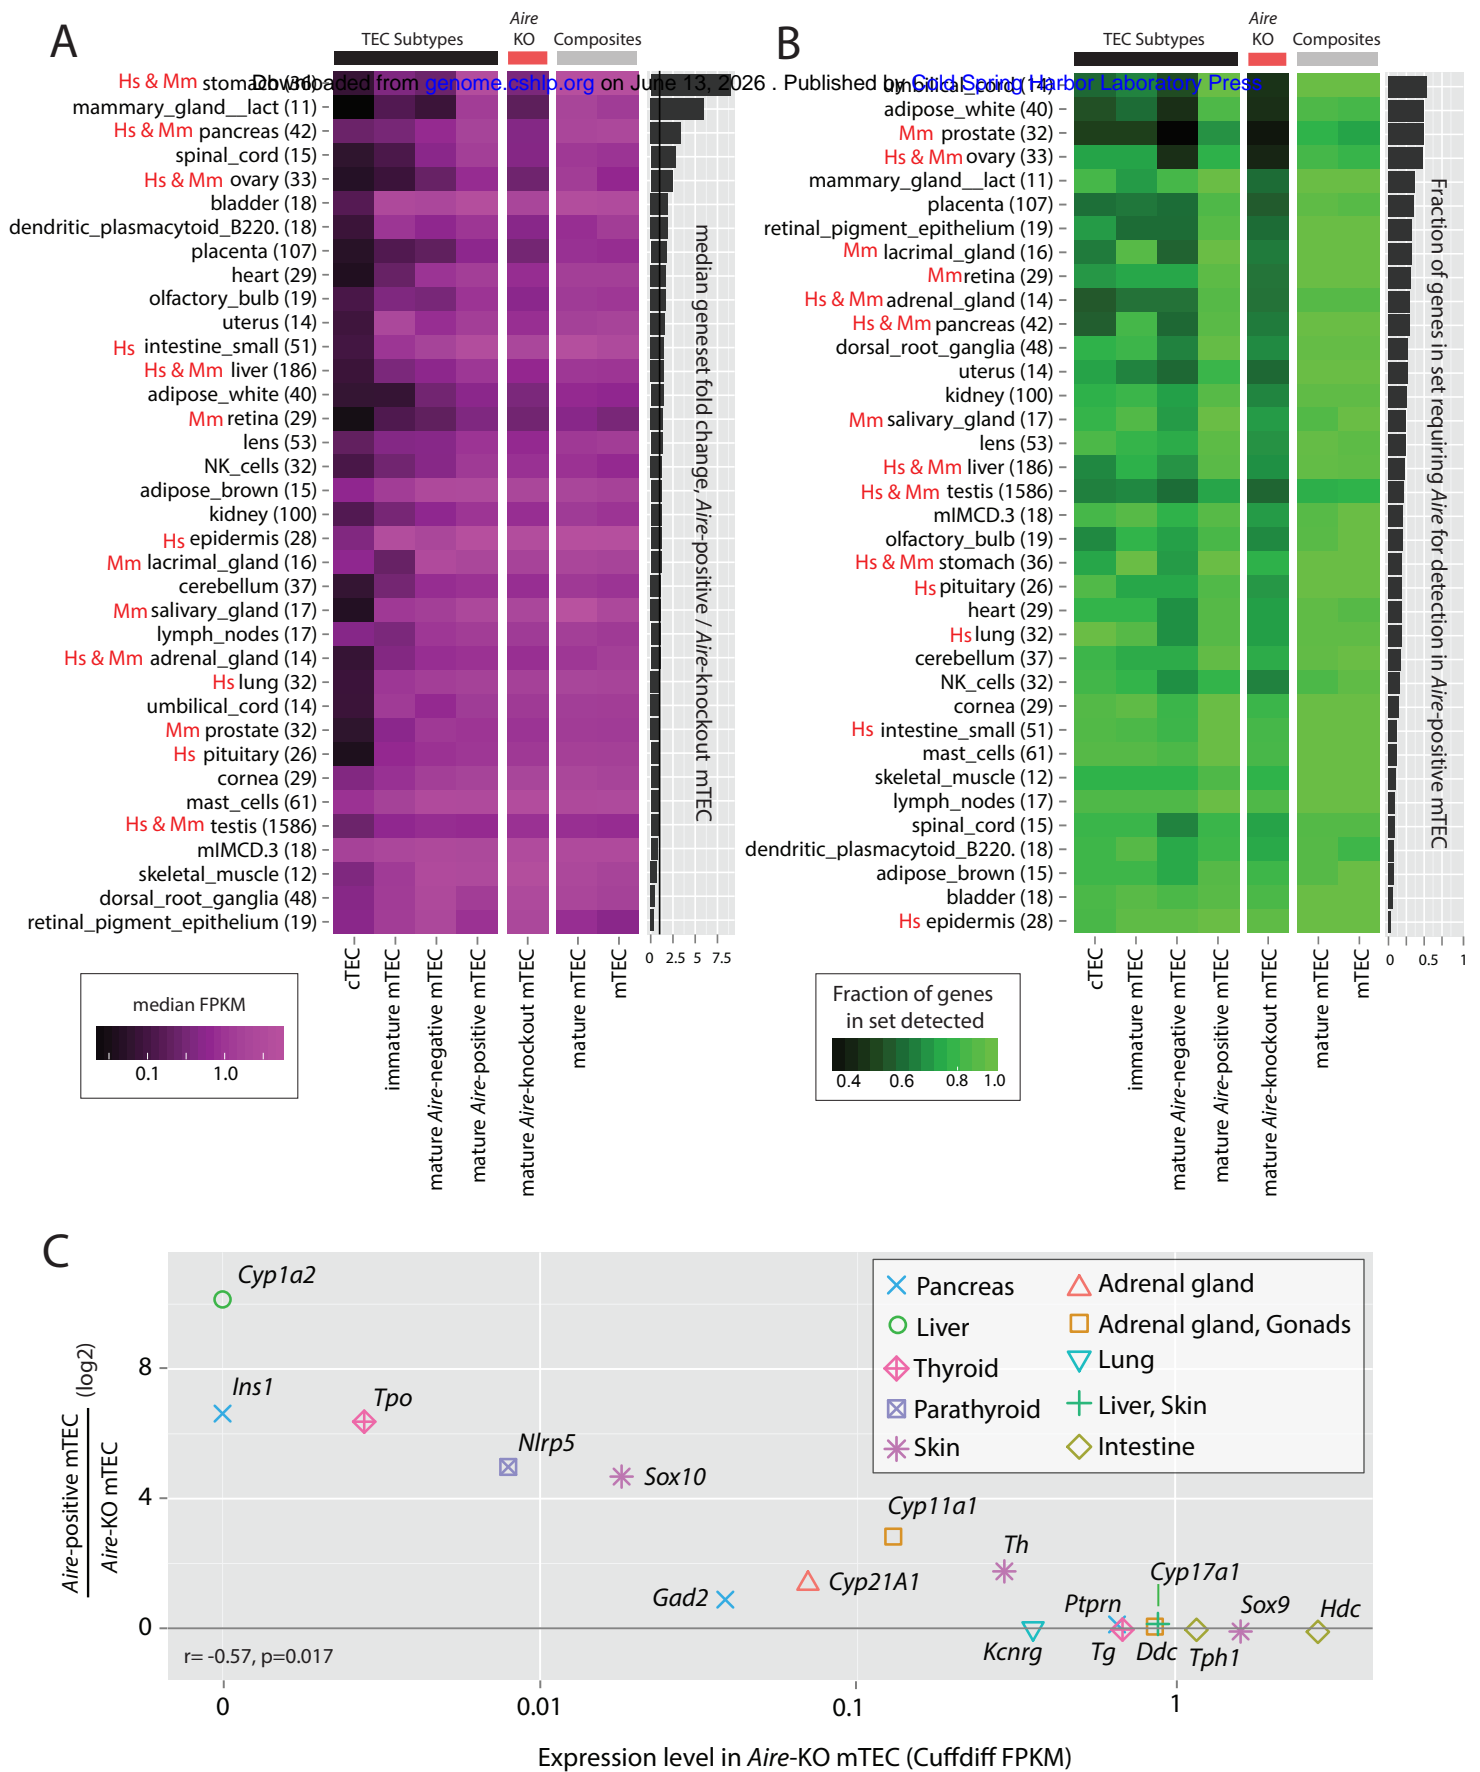 A
TEC Subtypes
Aire
KO
Composites
B
TEC Subtypes
Aire
KO
Composites
Downloaded from genome.cshlp.org on June 13, 2026 . Published by Cold Spring Harbor Laboratory Press
Hs & Mm stomach (36)
mammary_gland__lact (11)
Hs & Mm pancreas (42)
spinal_cord (15)
Hs & Mm ovary (33)
bladder (18)
dendritic_plasmacytoid_B220. (18)
placenta (107)
heart (29)
olfactory_bulb (19)
uterus (14)
Hs intestine_small (51)
Hs & Mm liver (186)
adipose_white (40)
Mm retina (29)
lens (53)
NK_cells (32)
adipose_brown (15)
kidney (100)
Hs epidermis (28)
Mm lacrimal_gland (16)
cerebellum (37)
Mm salivary_gland (17)
lymph_nodes (17)
Hs & Mm adrenal_gland (14)
Hs lung (32)
umbilical_cord (14)
Mm prostate (32)
Hs pituitary (26)
cornea (29)
mast_cells (61)
Hs & Mm testis (1586)
mIMCD.3 (18)
skeletal_muscle (12)
dorsal_root_ganglia (48)
retinal_pigment_epithelium (19)
median geneset fold change, Aire-positive / Aire-knockout mTEC
0 2.5 5 7.5
cTEC
immature mTEC
mature Aire-negative mTEC
mature Aire-positive mTEC
mature Aire-knockout mTEC
mature mTEC
mTEC
median FPKM
0.1 1.0
umbilical_cord (14)
adipose_white (40)
Mm prostate (32)
Hs & Mm ovary (33)
mammary_gland__lact (11)
placenta (107)
retinal_pigment_epithelium (19)
Mm lacrimal_gland (16)
Mm retina (29)
Hs & Mm adrenal_gland (14)
Hs & Mm pancreas (42)
dorsal_root_ganglia (48)
uterus (14)
kidney (100)
Mm salivary_gland (17)
lens (53)
Hs & Mm liver (186)
Hs & Mm testis (1586)
mIMCD.3 (18)
olfactory_bulb (19)
Hs & Mm stomach (36)
Hs pituitary (26)
heart (29)
Hs lung (32)
cerebellum (37)
NK_cells (32)
cornea (29)
Hs intestine_small (51)
mast_cells (61)
skeletal_muscle (12)
lymph_nodes (17)
spinal_cord (15)
dendritic_plasmacytoid_B220. (18)
adipose_brown (15)
bladder (18)
Hs epidermis (28)
Fraction of genes in set requiring Aire for detection in Aire-positive mTEC
0 0.5 1
cTEC
immature mTEC
mature Aire-negative mTEC
mature Aire-positive mTEC
mature Aire-knockout mTEC
mature mTEC
mTEC
Fraction of genes
in set detected
0.4 0.6 0.8 1.0
C
Aire-positive mTEC
Aire-KO mTEC
(log2)
8
4
0
Cyp1a2
Ins1
Tpo
Nlrp5
Sox10
Cyp11a1
Th
Cyp21A1
Gad2
Cyp17a1
Ptprn
Sox9
Hdc
Kcnrg
Tg
Ddc
Tph1
r= -0.57, p=0.017
Pancreas
Liver
Thyroid
Parathyroid
Skin
Adrenal gland
Adrenal gland, Gonads
Lung
Liver, Skin
Intestine
0 0.01 0.1 1
Expression level in Aire-KO mTEC (Cuffdiff FPKM)